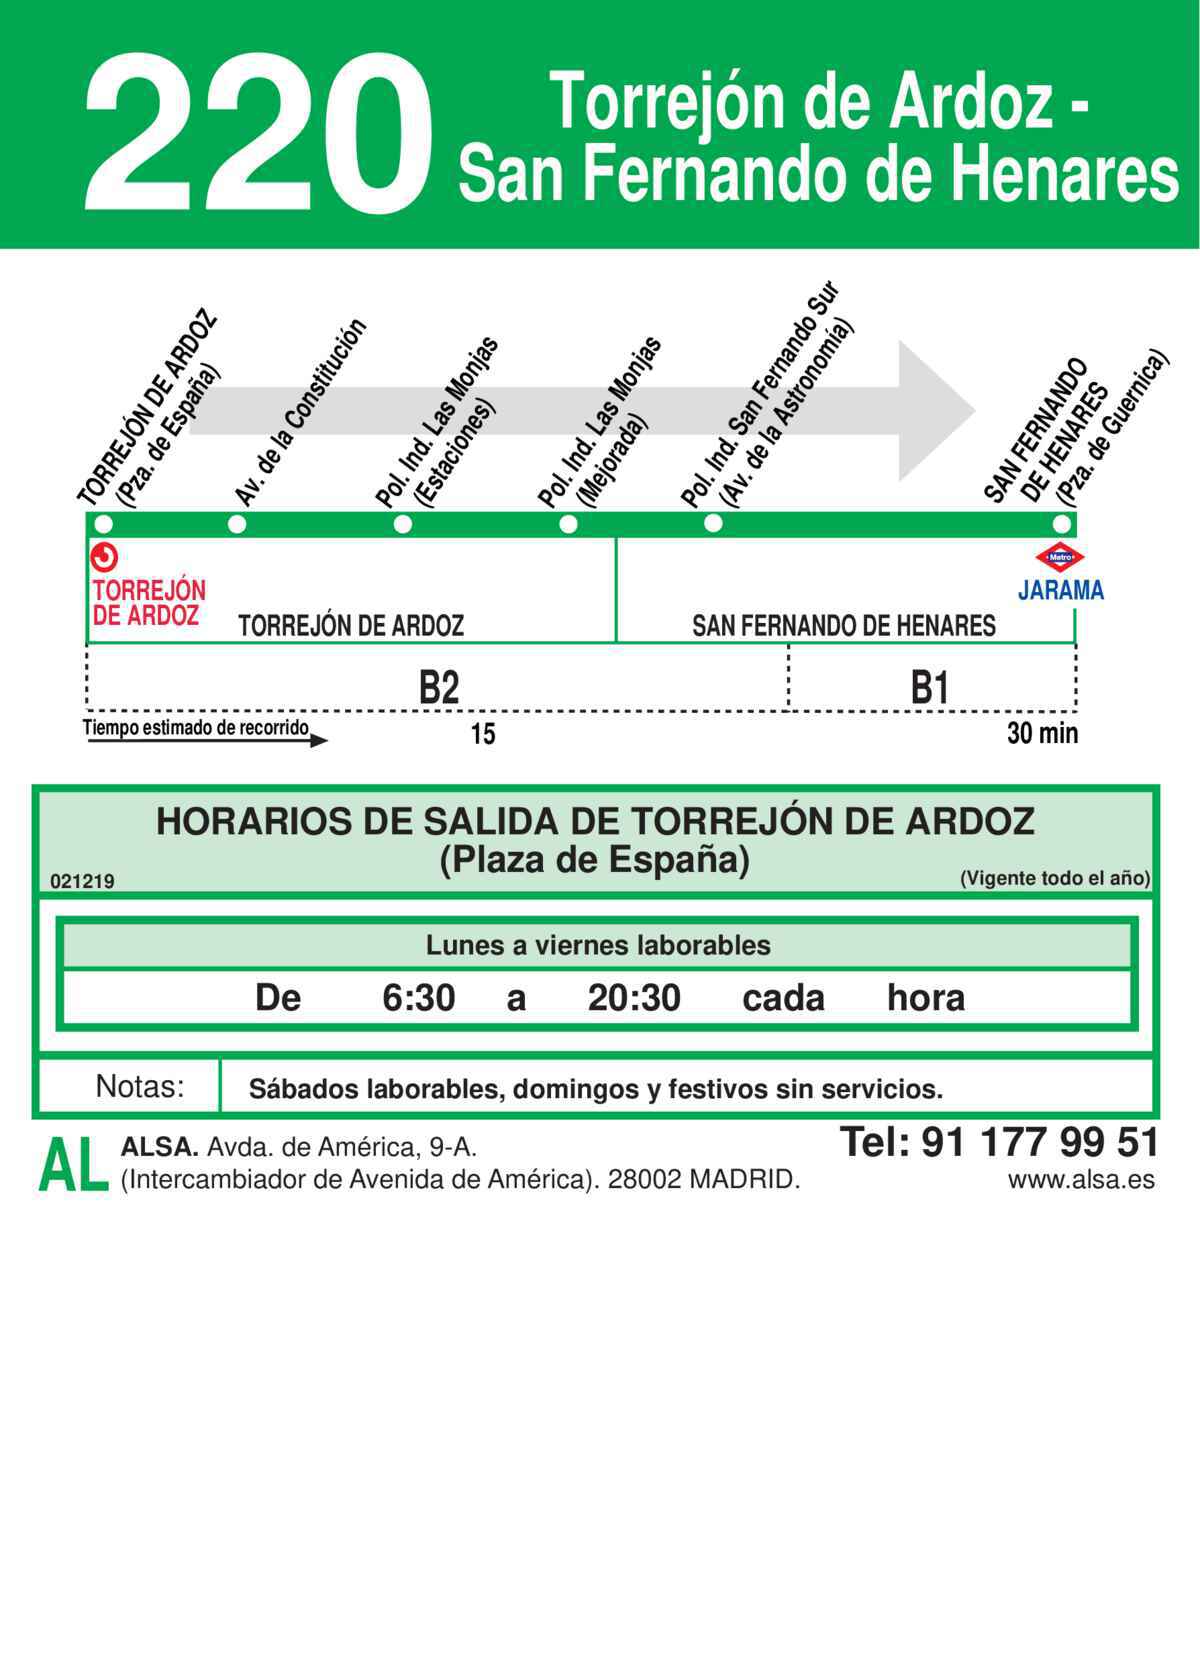 220
Torrejón de Ardoz -
San Fernando de Henares
TORREJÓN DE ARDOZ
(Pza. de España)
Av. de la Constitución
Pol. Ind. Las Monjas
(Estaciones)
Pol. Ind. Las Monjas
(Mejorada)
Pol. Ind. San Fernando Sur
(Av. de la Astronomía)
SAN FERNANDO
DE HENARES
(Pza. de Guernica)
TORREJÓN
DE ARDOZ
Metro
JARAMA
TORREJÓN DE ARDOZ
SAN FERNANDO DE HENARES
B2
B1
Tiempo estimado de recorrido
15
30 min
HORARIOS DE SALIDA DE TORREJÓN DE ARDOZ
(Plaza de España)
021219
(Vigente todo el año)
Lunes a viernes laborables
De 6:30 a 20:30 cada hora
Notas:
Sábados laborables, domingos y festivos sin servicios.
AL
ALSA. Avda. de América, 9-A.
(Intercambiador de Avenida de América). 28002 MADRID.
Tel: 91 177 99 51
www.alsa.es